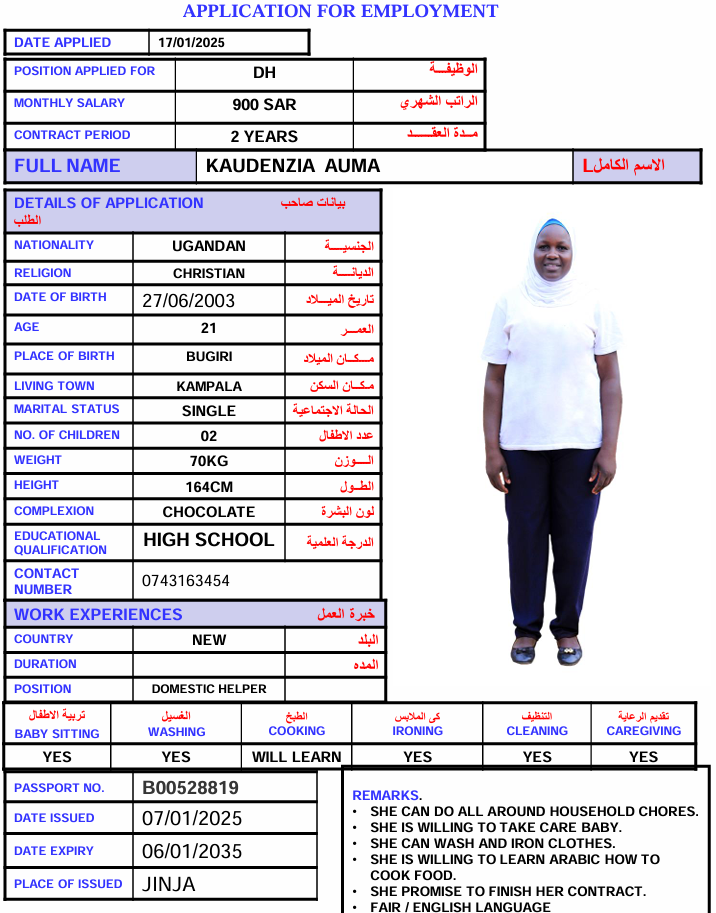 APPLICATION FOR EMPLOYMENT
DATE APPLIED 17/01/2025
POSITION APPLIED FOR DH الوظيفـــة
MONTHLY SALARY 900 SAR الراتب الشهري
CONTRACT PERIOD 2 YEARS مـدة العقـــــد
FULL NAME KAUDENZIA AUMA الاسم الكاملL
DETAILS OF APPLICATION بيانات صاحب
الطلب
NATIONALITY UGANDAN الجنسيـــــة
RELIGION CHRISTIAN الديانــــة
DATE OF BIRTH 27/06/2003 تاريخ الميـــلاد
AGE 21 العمـــر
PLACE OF BIRTH BUGIRI مـــكـــان الميلاد
LIVING TOWN KAMPALA مـكـــان السكن
MARITAL STATUS SINGLE الحالة الاجتماعية
NO. OF CHILDREN 02 عدد الاطفال
WEIGHT 70KG الــــوزن
HEIGHT 164CM الطــول
COMPLEXION CHOCOLATE لون البشرة
EDUCATIONAL QUALIFICATION HIGH SCHOOL الدرجة العلمية
CONTACT NUMBER 0743163454
WORK EXPERIENCES خبرة العمل
COUNTRY NEW البلد
DURATION المده
POSITION DOMESTIC HELPER
تربية الاطفال الغسيل الطبخ كى الملابس التنظيف تقديم الرعاية
BABY SITTING WASHING COOKING IRONING CLEANING CAREGIVING
YES YES WILL LEARN YES YES YES
PASSPORT NO. B00528819
DATE ISSUED 07/01/2025
DATE EXPIRY 06/01/2035
PLACE OF ISSUED JINJA
REMARKS.
• SHE CAN DO ALL AROUND HOUSEHOLD CHORES.
• SHE IS WILLING TO TAKE CARE BABY.
• SHE CAN WASH AND IRON CLOTHES.
• SHE IS WILLING TO LEARN ARABIC HOW TO
COOK FOOD.
• SHE PROMISE TO FINISH HER CONTRACT.
• FAIR / ENGLISH LANGUAGE